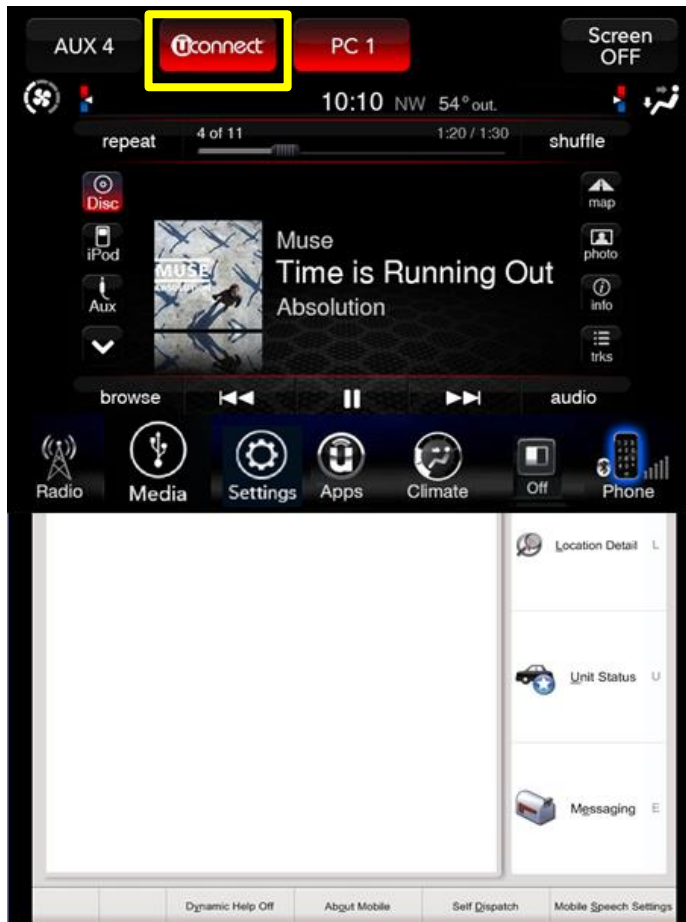 AUX 4
uconnect
PC 1
Screen
OFF
10:10 NW 54° out.
repeat
4 of 11
1:20 / 1:30
shuffle
Disc
map
iPod
photo
Aux
info
trks
MUSE
ABSOLUTION
Muse
Time is Running Out
Absolution
browse
audio
Radio
Media
Settings
Apps
Climate
Off
Phone
Location Detail L
Unit Status U
Messaging E
Dynamic Help Off
About Mobile
Self Dispatch
Mobile Speech Settings